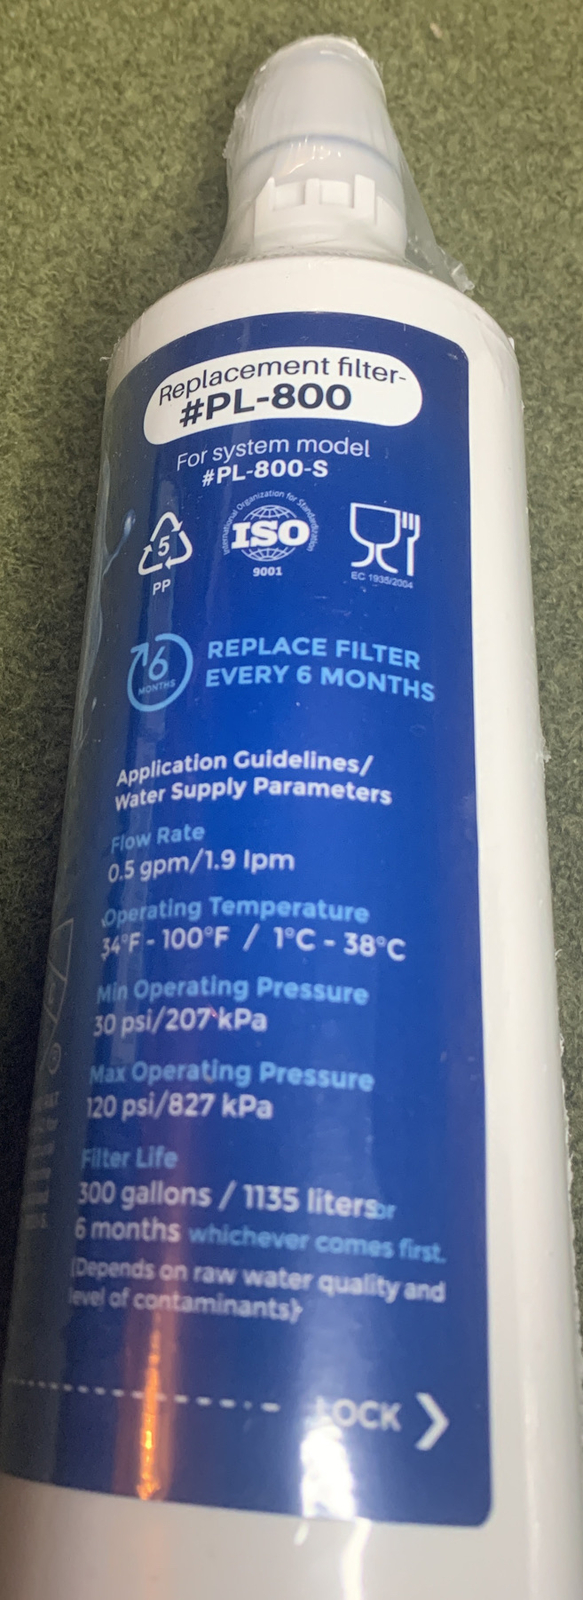 Replacement filter-
#PL-800
For system model
#PL-800-S
5
PP
International Organization for Standardization
ISO
9001
EC 1935/2004
6
MONTHS
REPLACE FILTER
EVERY 6 MONTHS
Application Guidelines/
Water Supply Parameters
Flow Rate
0.5 gpm/1.9 lpm
Operating Temperature
34°F - 100°F / 1°C - 38°C
Min Operating Pressure
30 psi/207 kPa
Max Operating Pressure
120 psi/827 kPa
Filter Life
300 gallons / 1135 liters or
6 months whichever comes first.
(Depends on raw water quality and
level of contaminants)
LOCK